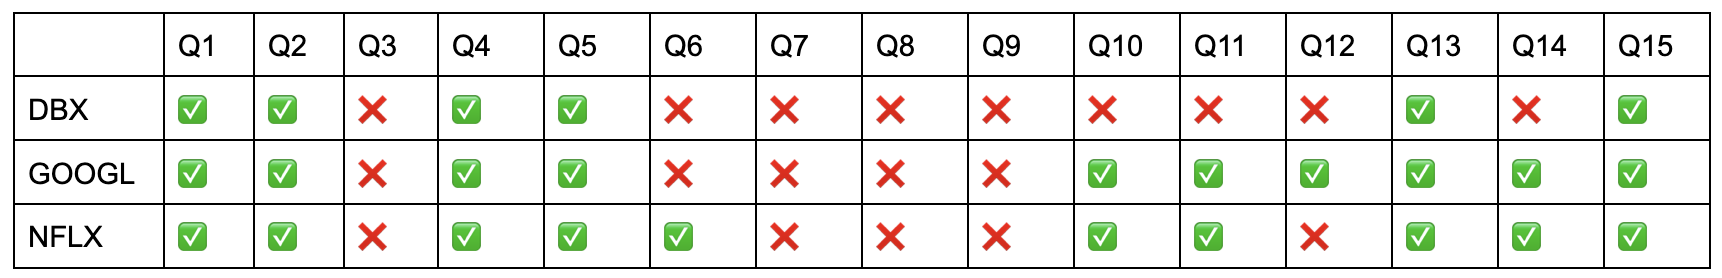 Q1 Q2 Q3 Q4 Q5 Q6 Q7 Q8 Q9 Q10 Q11 Q12 Q13 Q14 Q15
DBX ✅ ✅ ❌ ✅ ✅ ❌ ❌ ❌ ❌ ❌ ❌ ❌ ✅ ❌ ✅
GOOGL ✅ ✅ ❌ ✅ ✅ ❌ ❌ ❌ ❌ ✅ ✅ ✅ ✅ ✅ ✅
NFLX ✅ ✅ ❌ ✅ ✅ ✅ ❌ ❌ ❌ ✅ ✅ ❌ ✅ ✅ ✅